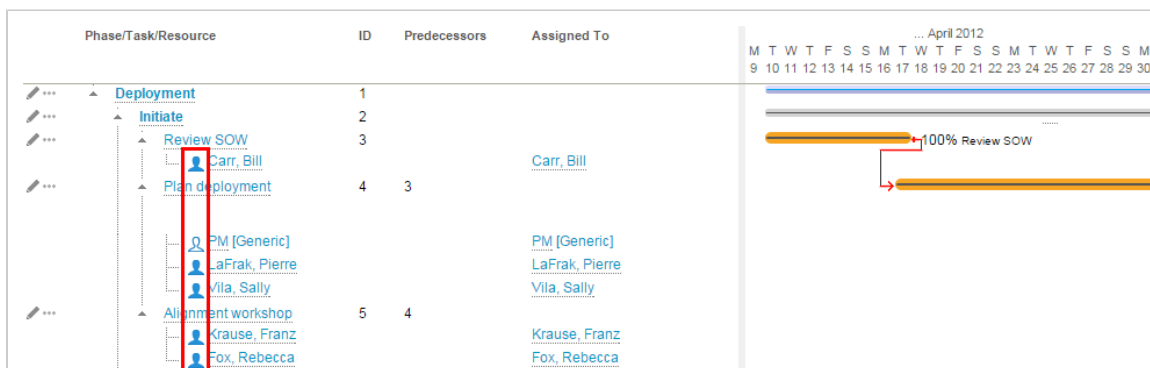 ... April 2012
Phase/Task/Resource ID Predecessors Assigned To
M T W T F S S M T W T F S S M T W T F S S M
9 10 11 12 13 14 15 16 17 18 19 20 21 22 23 24 25 26 27 28 29 30
Deployment 1
Initiate 2
Review SOW 3 100% Review SOW
Carr, Bill Carr, Bill
Plan deployment 4 3
PM [Generic] PM [Generic]
LaFrak, Pierre LaFrak, Pierre
Vila, Sally Vila, Sally
Alignment workshop 5 4
Krause, Franz Krause, Franz
Fox, Rebecca Fox, Rebecca